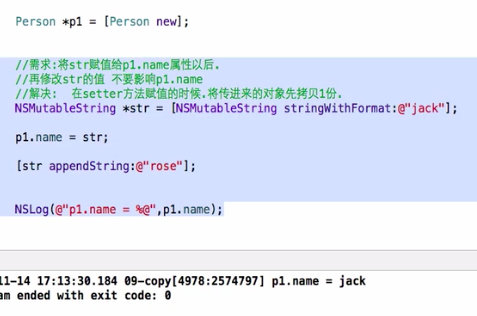 Person *p1 = [Person new];
//需求:将str赋值给p1.name属性以后.
//再修改str的值 不要影响p1.name
//解决: 在setter方法赋值的时候.将传进来的对象先拷贝1份.
NSMutableString *str = [NSMutableString stringWithFormat:@"jack"];
p1.name = str;
[str appendString:@"rose"];
NSLog(@"p1.name = %@",p1.name);
11-14 17:13:30.184 09-copy[4978:2574797] p1.name = jack
am ended with exit code: 0